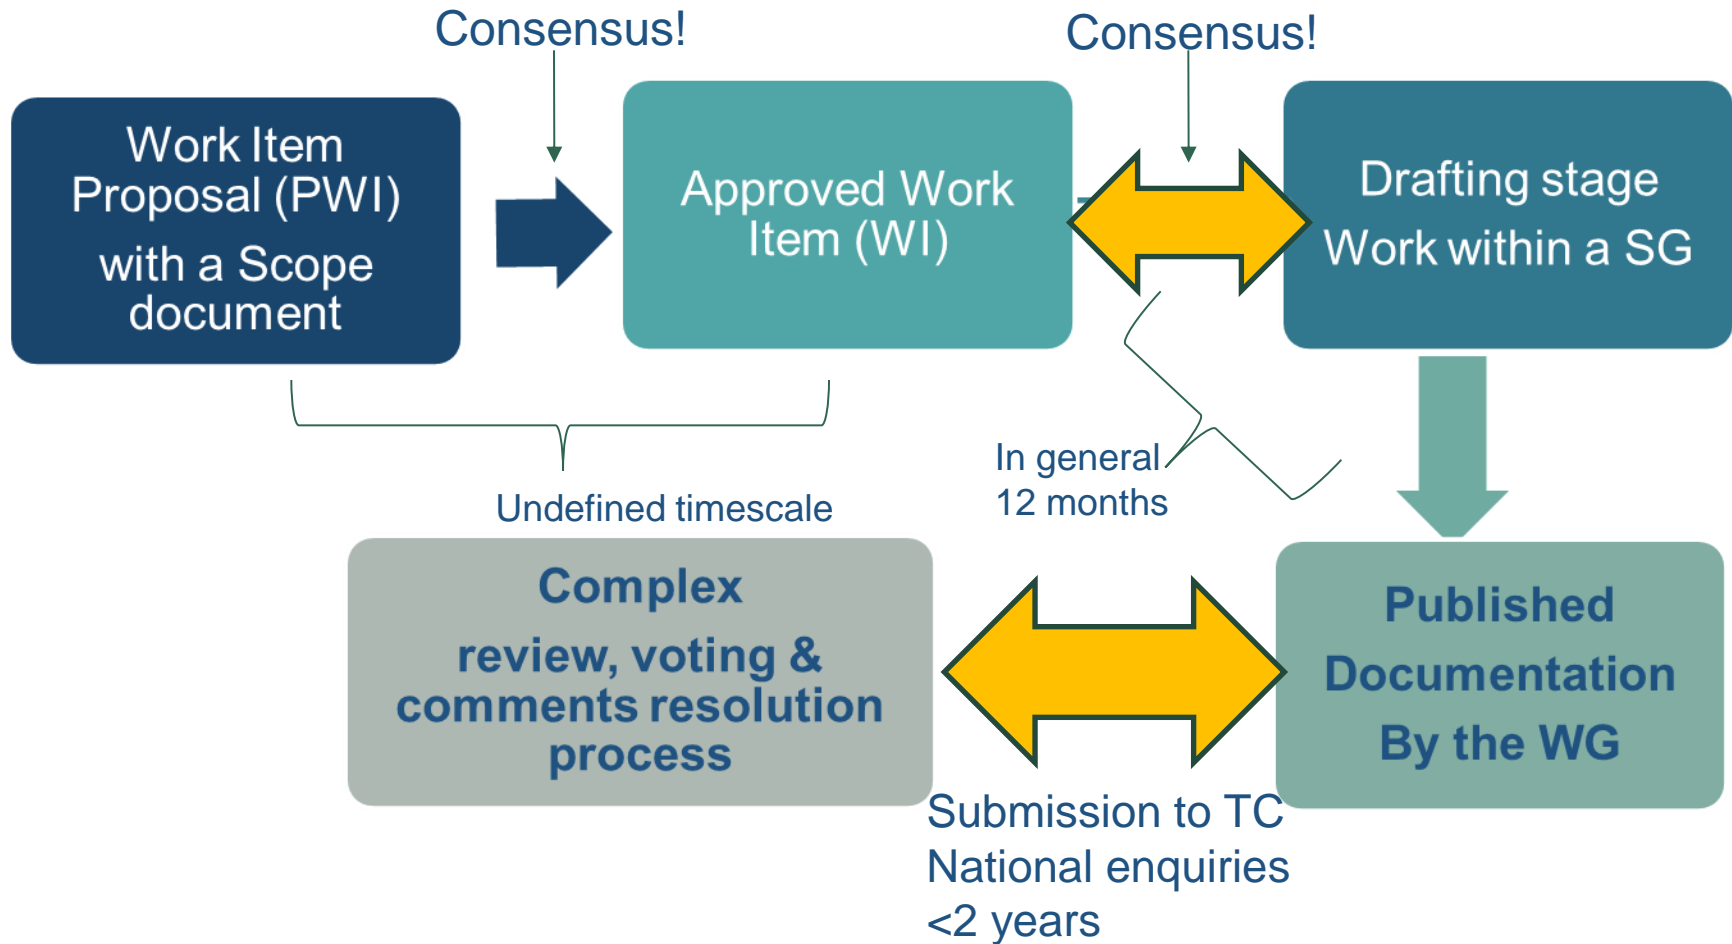 Consensus!
Consensus!
Work Item
Proposal (PWI)
with a Scope
document
Approved Work
Item (WI)
Drafting stage
Work within a SG
In general
12 months
Undefined timescale
Complex
review, voting &
comments resolution
process
Published
Documentation
By the WG
Submission to TC
National enquiries
<2 years